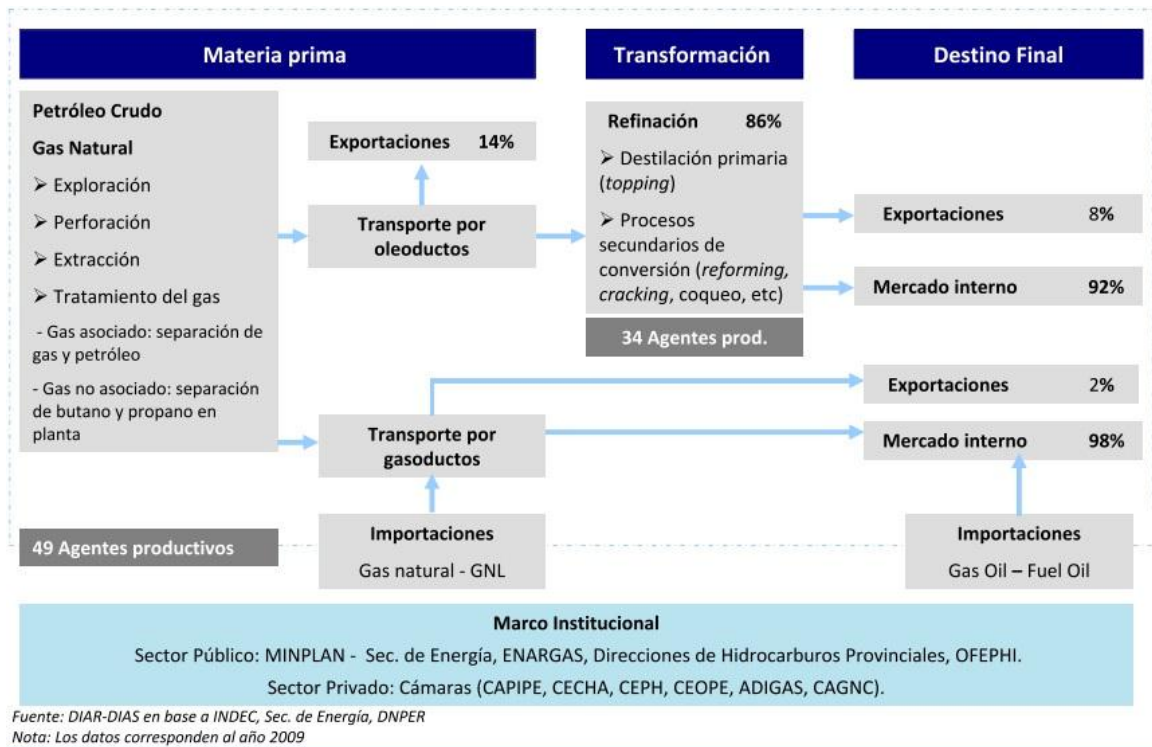 Materia prima
Transformación
Destino Final
Petróleo Crudo
Gas Natural
➢ Exploración
➢ Perforación
➢ Extracción
➢ Tratamiento del gas
- Gas asociado: separación de
gas y petróleo
- Gas no asociado: separación
de butano y propano en
planta
49 Agentes productivos
Exportaciones 14%
Transporte por
oleoductos
Refinación 86%
➢ Destilación primaria
(topping)
➢ Procesos
secundarios de
conversión (reforming,
cracking, coqueo, etc)
34 Agentes prod.
Exportaciones 8%
Mercado interno 92%
Exportaciones 2%
Mercado interno 98%
Transporte por
gasoductos
Importaciones
Gas natural - GNL
Importaciones
Gas Oil – Fuel Oil
Marco Institucional
Sector Público: MINPLAN - Sec. de Energía, ENARGAS, Direcciones de Hidrocarburos Provinciales, OFEPHI.
Sector Privado: Cámaras (CAPIPE, CECHA, CEPH, CEOPE, ADIGAS, CAGNC).
Fuente: DIAR-DIAS en base a INDEC, Sec. de Energía, DNPER
Nota: Los datos corresponden al año 2009